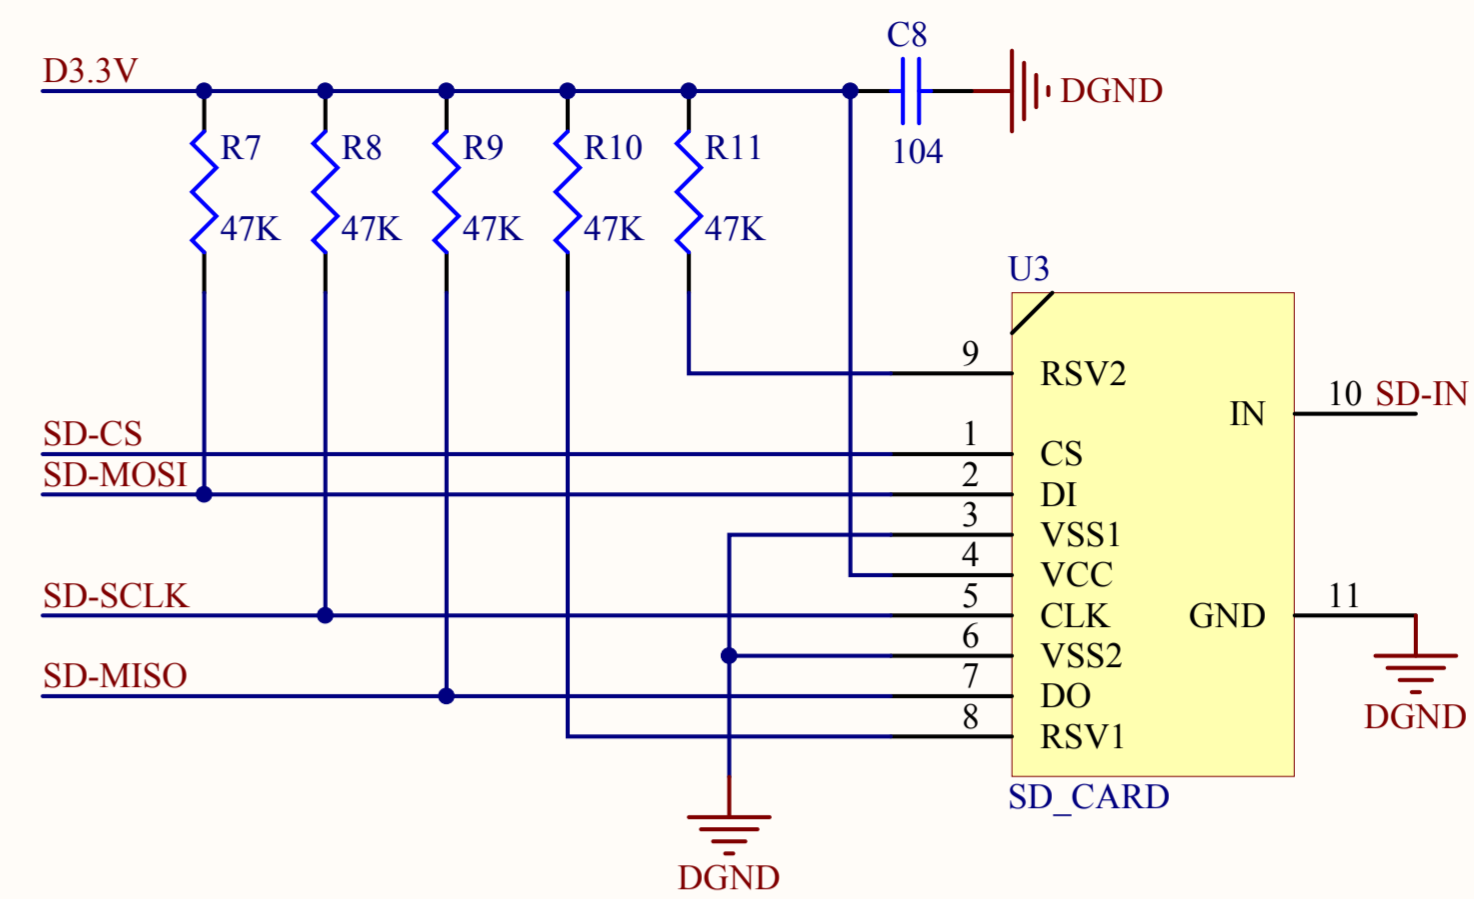 C8
D3.3V
DGND
104
R7
R8
R9
R10
R11
47K
47K
47K
47K
47K
U3
9
RSV2
10
SD-IN
IN
SD-CS
1
CS
SD-MOSI
2
DI
3
VSS1
4
VCC
SD-SCLK
5
CLK
11
GND
6
VSS2
SD-MISO
7
DO
8
RSV1
DGND
SD_CARD
DGND